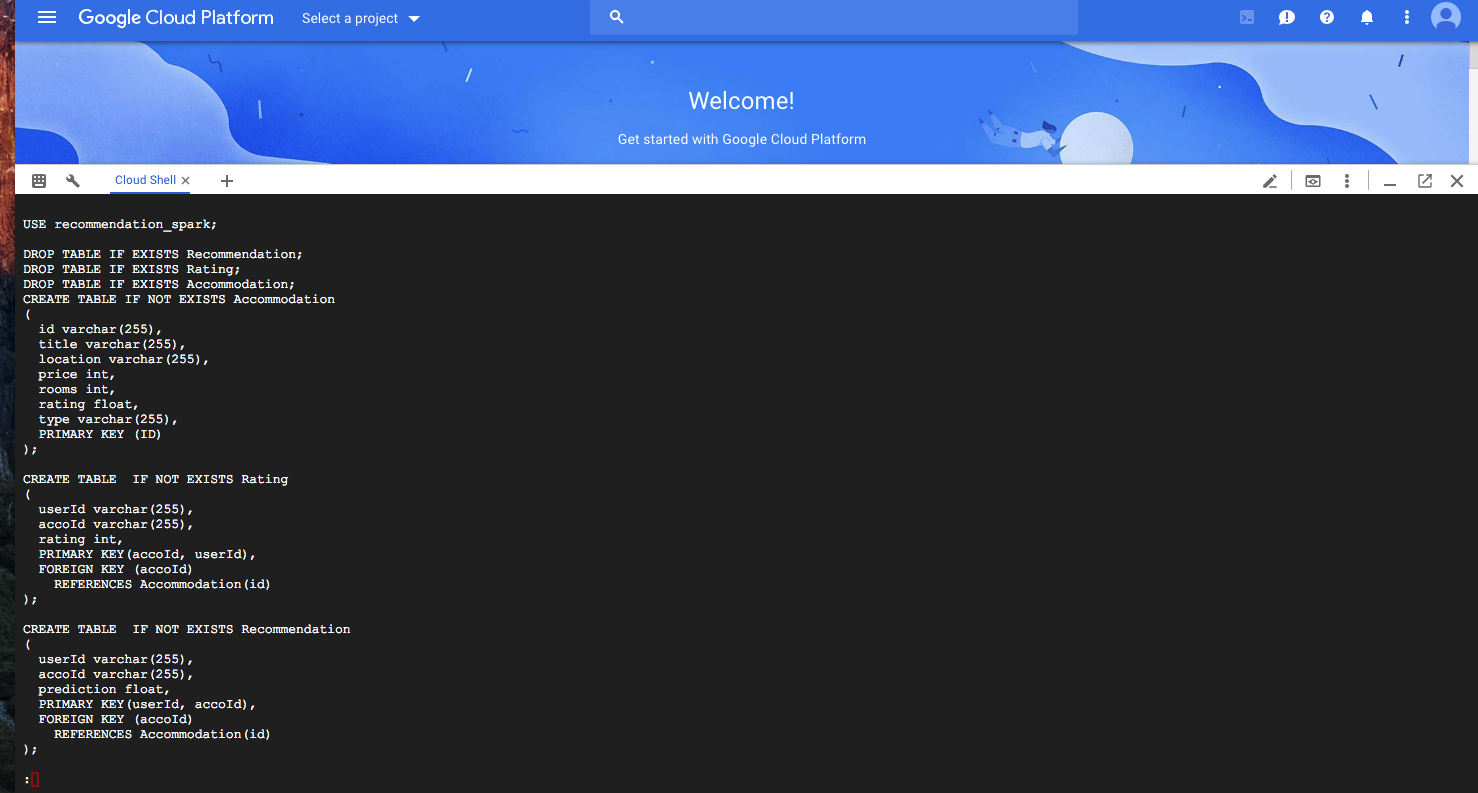 Google Cloud Platform
Select a project
Welcome!
Get started with Google Cloud Platform
Cloud Shell
USE recommendation_spark;
DROP TABLE IF EXISTS Recommendation;
DROP TABLE IF EXISTS Rating;
DROP TABLE IF EXISTS Accommodation;
CREATE TABLE IF NOT EXISTS Accommodation
(
  id varchar(255),
  title varchar(255),
  location varchar(255),
  price int,
  rooms int,
  rating float,
  type varchar(255),
  PRIMARY KEY (ID)
);
CREATE TABLE  IF NOT EXISTS Rating
(
  userId varchar(255),
  accoId varchar(255),
  rating int,
  PRIMARY KEY(accoId, userId),
  FOREIGN KEY (accoId)
    REFERENCES Accommodation(id)
);
CREATE TABLE  IF NOT EXISTS Recommendation
(
  userId varchar(255),
  accoId varchar(255),
  prediction float,
  PRIMARY KEY(userId, accoId),
  FOREIGN KEY (accoId)
    REFERENCES Accommodation(id)
);
: